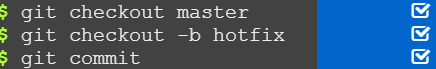 $ git checkout master
$ git checkout -b hotfix
$ git commit